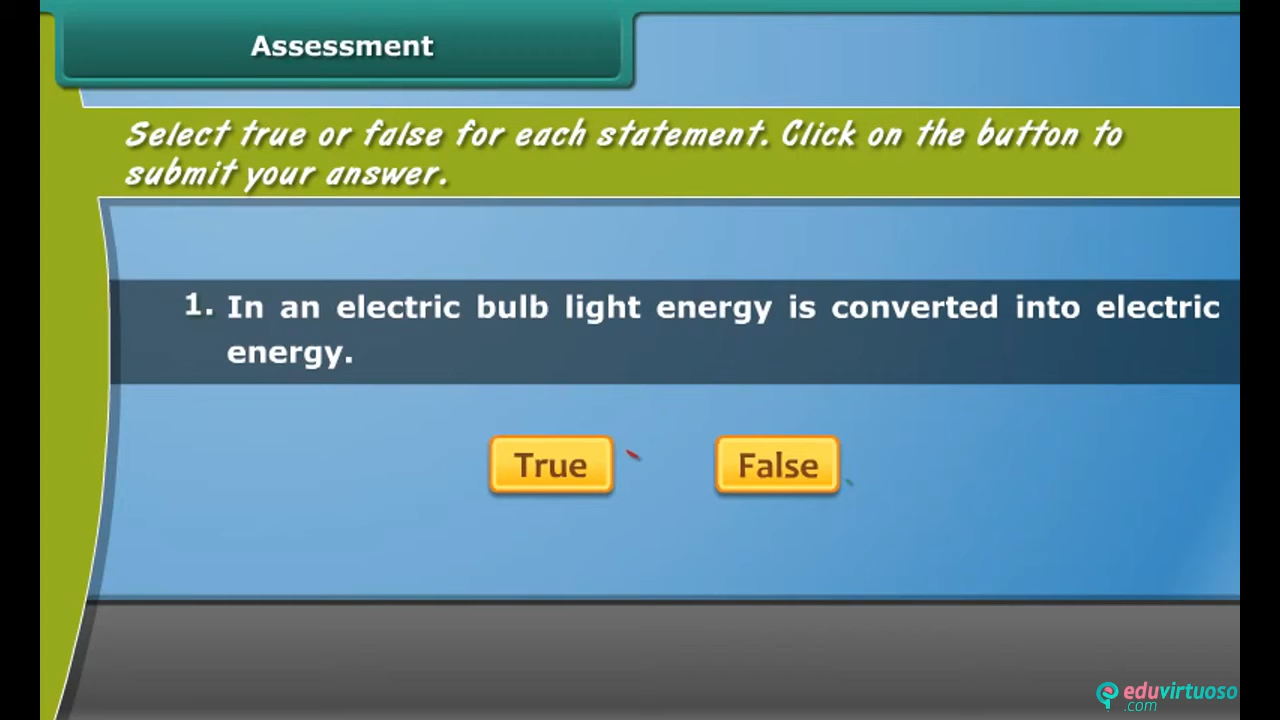 Assessment
Select true or false for each statement. Click on the button to
submit your answer.
1. In an electric bulb light energy is converted into electric
energy.
True False
eduvirtuoso
.com